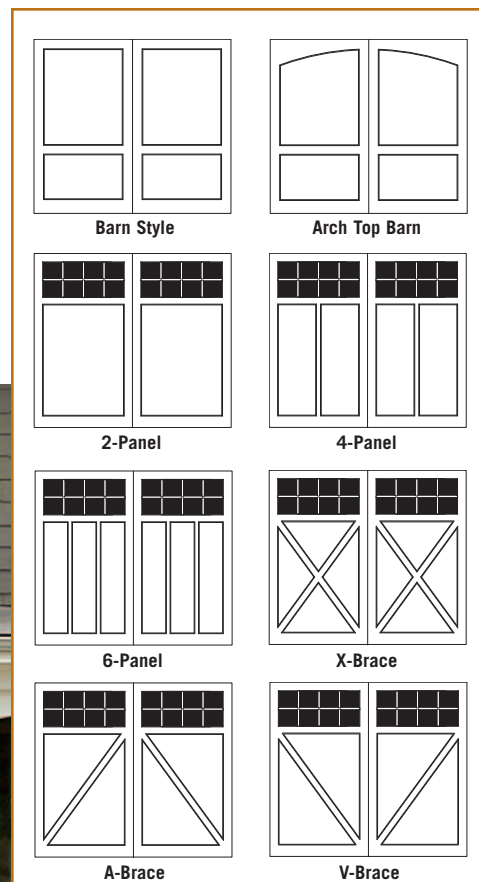 Barn Style
Arch Top Barn
2-Panel
4-Panel
6-Panel
X-Brace
A-Brace
V-Brace